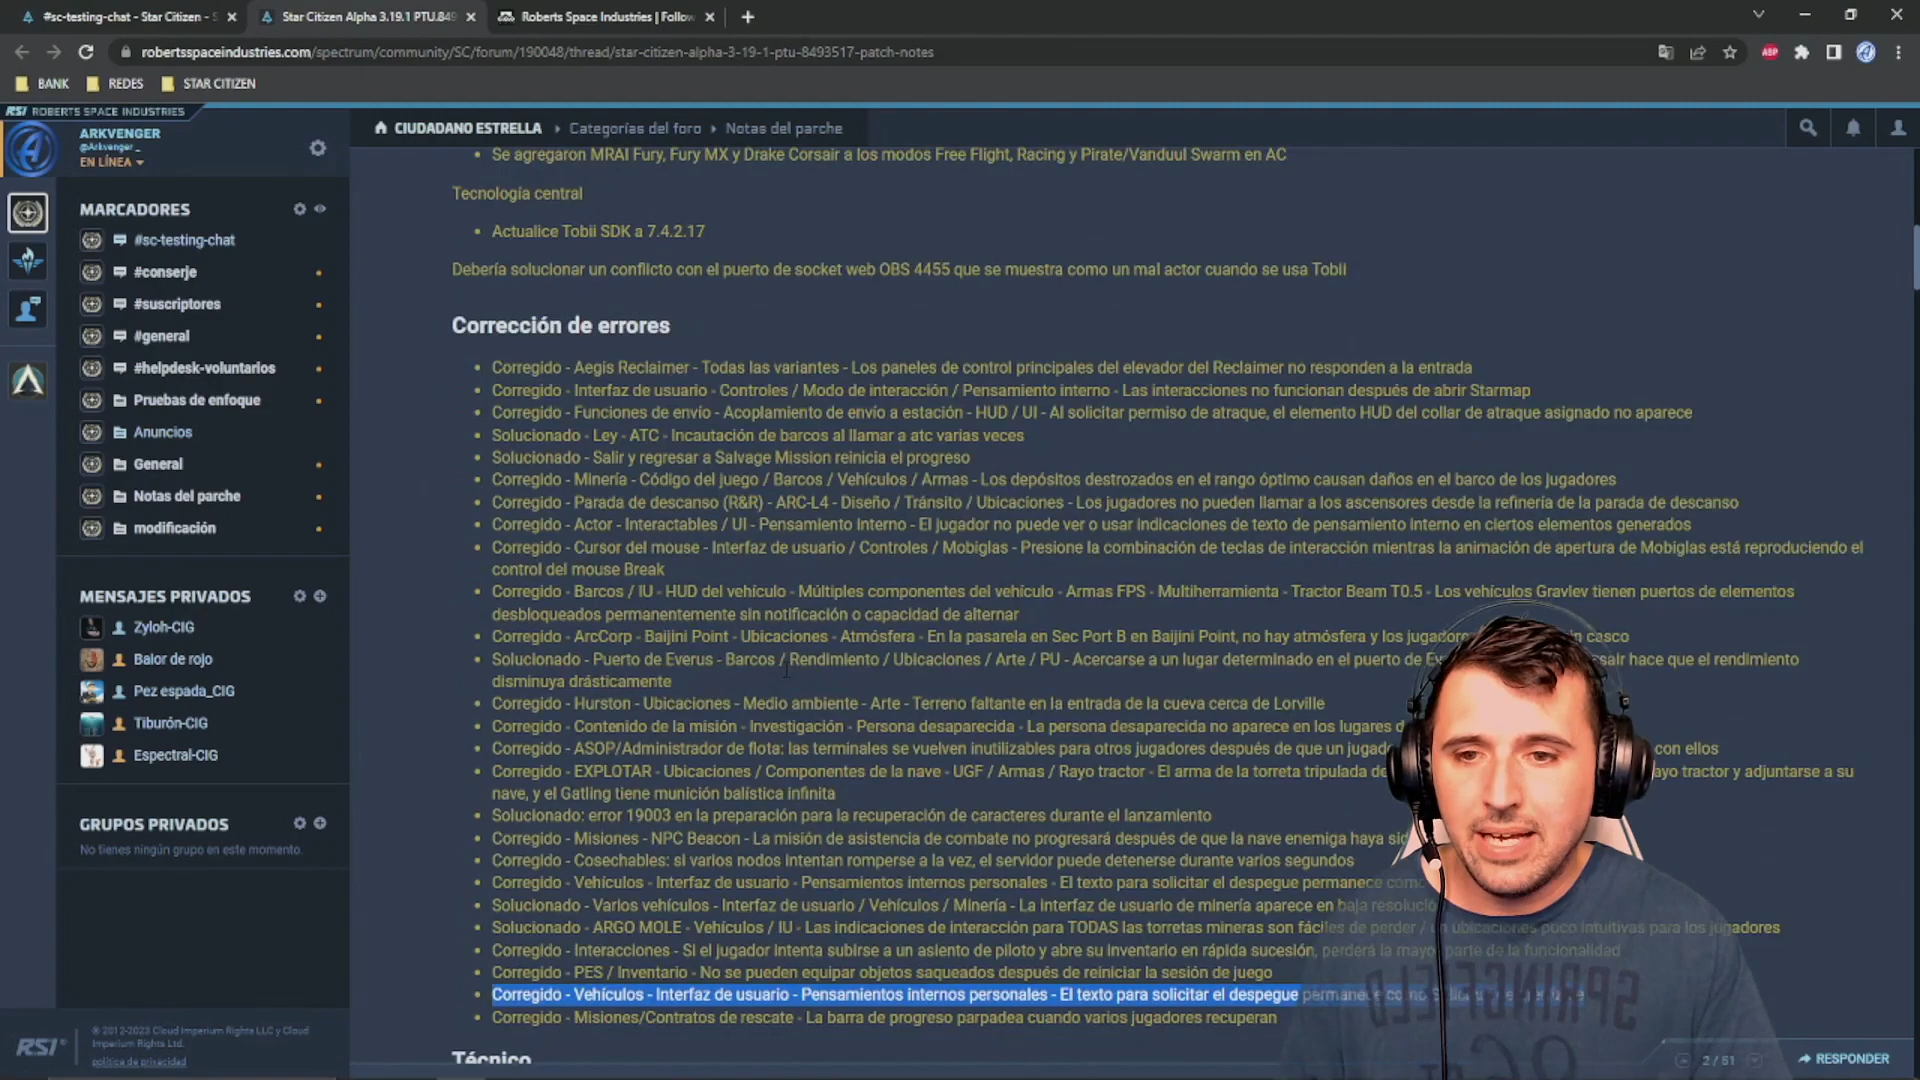 #sc-testing-chat - Star Citizen -
Star Citizen Alpha 3.19.1 PTU.849
Roberts Space Industries | Follow
robertsspaceindustries.com/spectrum/community/SC/forum/190048/thread/star-citizen-alpha-3-19-1-ptu-8493517-patch-notes
ABP
BANK
REDES
STAR CITIZEN
RSI ROBERTS SPACE INDUSTRIES
ARKVENGER
@Arkvenger_
EN LÍNEA
CIUDADANO ESTRELLA
Categorías del foro
Notas del parche
MARCADORES
#sc-testing-chat
#conserje
#suscriptores
#general
#helpdesk-voluntarios
Pruebas de enfoque
Anuncios
General
Notas del parche
modificación
MENSAJES PRIVADOS
Zyloh-CIG
Balor de rojo
Pez espada_CIG
Tiburón-CIG
Espectral-CIG
GRUPOS PRIVADOS
No tienes ningún grupo en este momento.
RSI
© 2012-2023 Cloud Imperium Rights LLC y Cloud
Imperium Rights Ltd.
política de privacidad
Se agregaron MRAI Fury, Fury MX y Drake Corsair a los modos Free Flight, Racing y Pirate/Vanduul Swarm en AC
Tecnología central
Actualice Tobii SDK a 7.4.2.17
Debería solucionar un conflicto con el puerto de socket web OBS 4455 que se muestra como un mal actor cuando se usa Tobii
Corrección de errores
Corregido - Aegis Reclaimer - Todas las variantes - Los paneles de control principales del elevador del Reclaimer no responden a la entrada
Corregido - Interfaz de usuario - Controles / Modo de interacción / Pensamiento interno - Las interacciones no funcionan después de abrir Starmap
Corregido - Funciones de envío - Acoplamiento de envío a estación - HUD / UI - Al solicitar permiso de atraque, el elemento HUD del collar de atraque asignado no aparece
Solucionado - Ley - ATC - Incautación de barcos al llamar a atc varias veces
Solucionado - Salir y regresar a Salvage Mission reinicia el progreso
Corregido - Minería - Código del juego / Barcos / Vehículos / Armas - Los depósitos destrozados en el rango óptimo causan daños en el barco de los jugadores
Corregido - Parada de descanso (R&R) - ARC-L4 - Diseño / Tránsito / Ubicaciones - Los jugadores no pueden llamar a los ascensores desde la refinería de la parada de descanso
Corregido - Actor - Interactables / UI - Pensamiento Interno - El jugador no puede ver o usar indicaciones de texto de pensamiento interno en ciertos elementos generados
Corregido - Cursor del mouse - Interfaz de usuario / Controles / Mobiglas - Presione la combinación de teclas de interacción mientras la animación de apertura de Mobiglas está reproduciendo el
control del mouse Break
Corregido - Barcos / IU - HUD del vehículo - Múltiples componentes del vehículo - Armas FPS - Multiherramienta - Tractor Beam T0.5 - Los vehículos Gravlev tienen puertos de elementos
desbloqueados permanentemente sin notificación o capacidad de alternar
Corregido - ArcCorp - Baijini Point - Ubicaciones - Atmósfera - En la pasarela en Sec Port B en Baijini Point, no hay atmósfera y los casco
Solucionado - Puerto de Everus - Barcos / Rendimiento / Ubicaciones / Arte / PU - Acercarse a un lugar determinado en el puerto de hace que el rendimiento
disminuya drásticamente
Corregido - Hurston - Ubicaciones - Medio ambiente - Arte - Terreno faltante en la entrada de la cueva cerca de Lorville
Corregido - Contenido de la misión - Investigación - Persona desaparecida - La persona desaparecida no aparece en los lugares
Corregido - ASOP/Administrador de flota: las terminales se vuelven inutilizables para otros jugadores después de que un con ellos
Corregido - EXPLOTAR - Ubicaciones / Componentes de la nave - UGF / Armas / Rayo tractor - El arma de la torreta tripulada tractor y adjuntarse a su
nave, y el Gatling tiene munición balística infinita
Solucionado: error 19003 en la preparación para la recuperación de caracteres durante el lanzamiento
Corregido - Misiones - NPC Beacon - La misión de asistencia de combate no progresará después de que la nave enemiga haya
Corregido - Cosechables: si varios nodos intentan romperse a la vez, el servidor puede detenerse durante varios segundos
Corregido - Vehículos - Interfaz de usuario - Pensamientos internos personales - El texto para solicitar el despegue permanece
Solucionado - Varios vehículos - Interfaz de usuario / Vehículos / Minería - La interfaz de usuario de minería aparece en baja
Solucionado - ARGO MOLE - Vehículos / IU - Las indicaciones de interacción para TODAS las torretas mineras son fáciles de perder / ubicaciones poco intuitivas para los jugadores
Corregido - Interacciones - Si el jugador intenta subirse a un asiento de piloto y abre su inventario en rápida sucesión, perderá la mayor parte de la funcionalidad
Corregido - PES / Inventario - No se pueden equipar objetos saqueados después de reiniciar la sesión de juego
Corregido - Vehículos - Interfaz de usuario - Pensamientos internos personales - El texto para solicitar el despegue permanece como
Corregido - Misiones/Contratos de rescate - La barra de progreso parpadea cuando varios jugadores recuperan
Técnico
2 / 51
RESPONDER